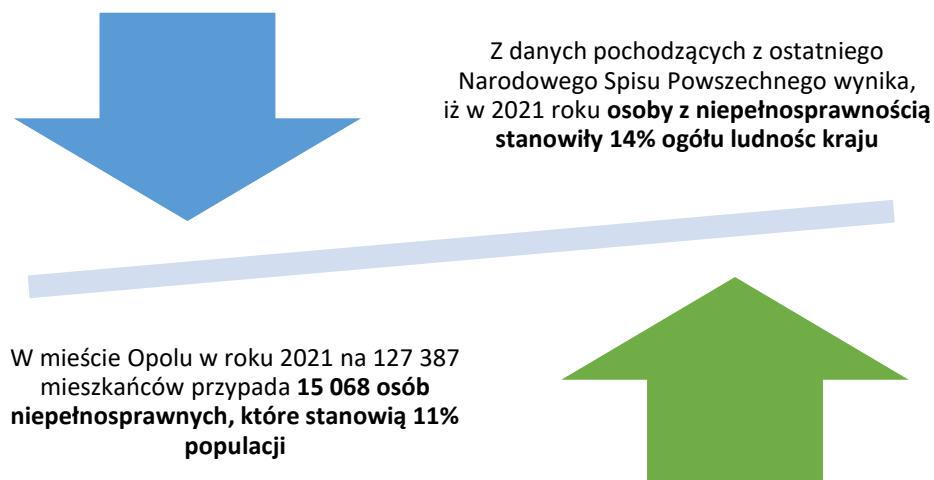 Z danych pochodzących z ostatniego
Narodowego Spisu Powszechnego wynika,
iż w 2021 roku osoby z niepełnosprawnością
stanowiły 14% ogółu ludnośc kraju
W mieście Opolu w roku 2021 na 127 387
mieszkańców przypada 15 068 osób
niepełnosprawnych, które stanowią 11%
populacji